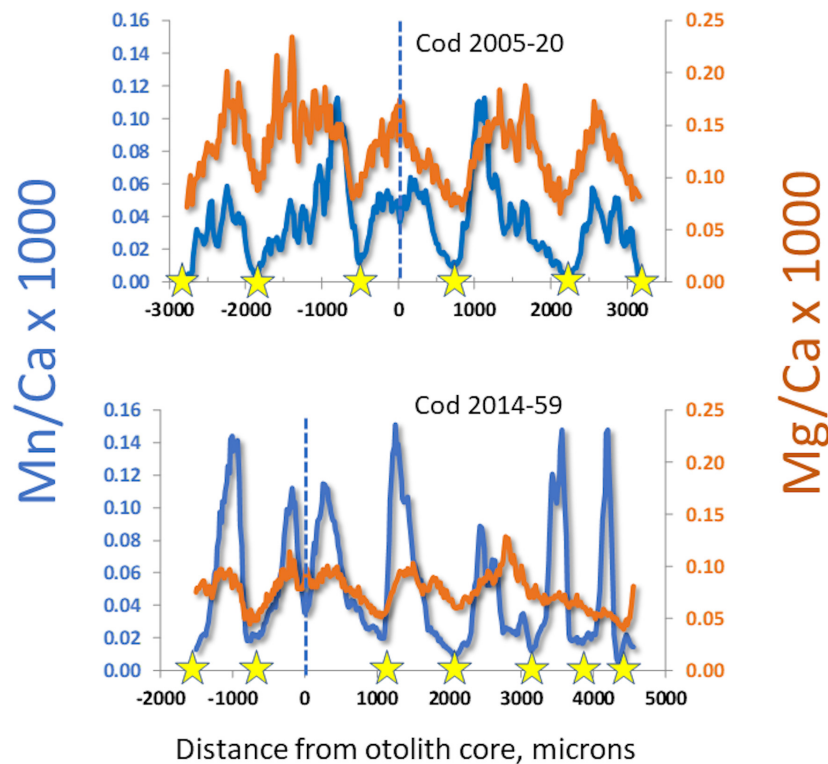 Cod 2005-20
0.16 0.25
0.14
0.12 0.20
0.10 0.15
0.08
0.06 0.10
0.04 0.05
0.02
0.00 0.00
-3000 -2000 -1000 0 1000 2000 3000
Mn/Ca x 1000
Mg/Ca x 1000
Cod 2014-59
0.16 0.25
0.14
0.12 0.20
0.10 0.15
0.08
0.06 0.10
0.04 0.05
0.02
0.00 0.00
-2000 -1000 0 1000 2000 3000 4000 5000
Distance from otolith core, microns